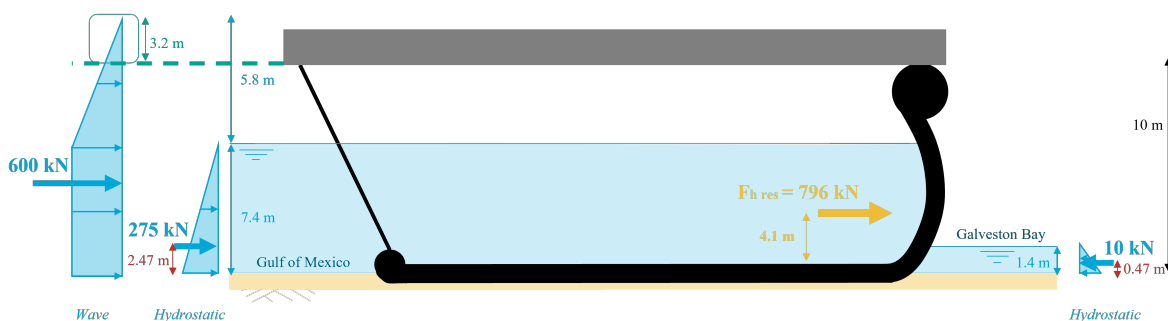 3.2 m
5.8 m
10 m
600 kN
F h res = 796 kN
7.4 m
275 kN
4.1 m
Galveston Bay
10 kN
2.47 m
Gulf of Mexico
1.4 m
0.47 m
Wave
Hydrostatic
Hydrostatic